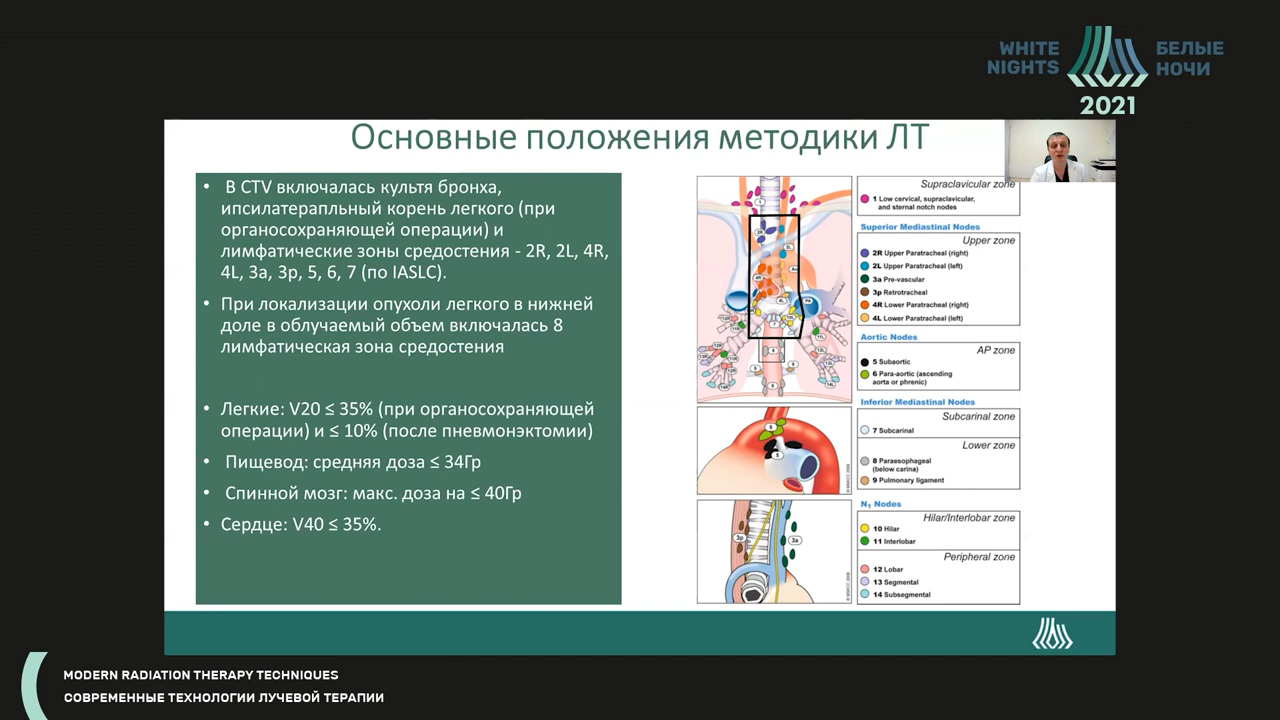 WHITE
NIGHTS
БЕЛЫЕ
НОЧИ
2021
Основные положения методики ЛТ
• В CTV включалась культя бронха,
ипсилатерапльный корень легкого (при
органосохраняющей операции) и
лимфатические зоны средостения - 2R, 2L, 4R,
4L, 3a, 3p, 5, 6, 7 (по IASLC).
• При локализации опухоли легкого в нижней
доле в облучаемый объем включалась 8
лимфатическая зона средостения
• Легкие: V20 ≤ 35% (при органосохраняющей
операции) и ≤ 10% (после пневмонэктомии)
• Пищевод: средняя доза ≤ 34Гр
• Спинной мозг: макс. доза на ≤ 40Гр
• Сердце: V40 ≤ 35%.
Supraclavicular zone
1 Low cervical, supraclavicular,
and sternal notch nodes
Superior Mediastinal Nodes
Upper zone
2R Upper Paratracheal (right)
2L Upper Paratracheal (left)
3a Pre-vascular
3p Retrotracheal
4R Lower Paratracheal (right)
4L Lower Paratracheal (left)
Aortic Nodes
AP zone
5 Subaortic
6 Para-aortic (ascending
aorta or phrenic)
Inferior Mediastinal Nodes
Subcarinal zone
7 Subcarinal
Lower zone
8 Paraesophageal
(below carina)
9 Pulmonary ligament
N₁ Nodes
Hilar/Interlobar zone
10 Hilar
11 Interlobar
Peripheral zone
12 Lobar
13 Segmental
14 Subsegmental
3p
3a
MODERN RADIATION THERAPY TECHNIQUES
СОВРЕМЕННЫЕ ТЕХНОЛОГИИ ЛУЧЕВОЙ ТЕРАПИИ